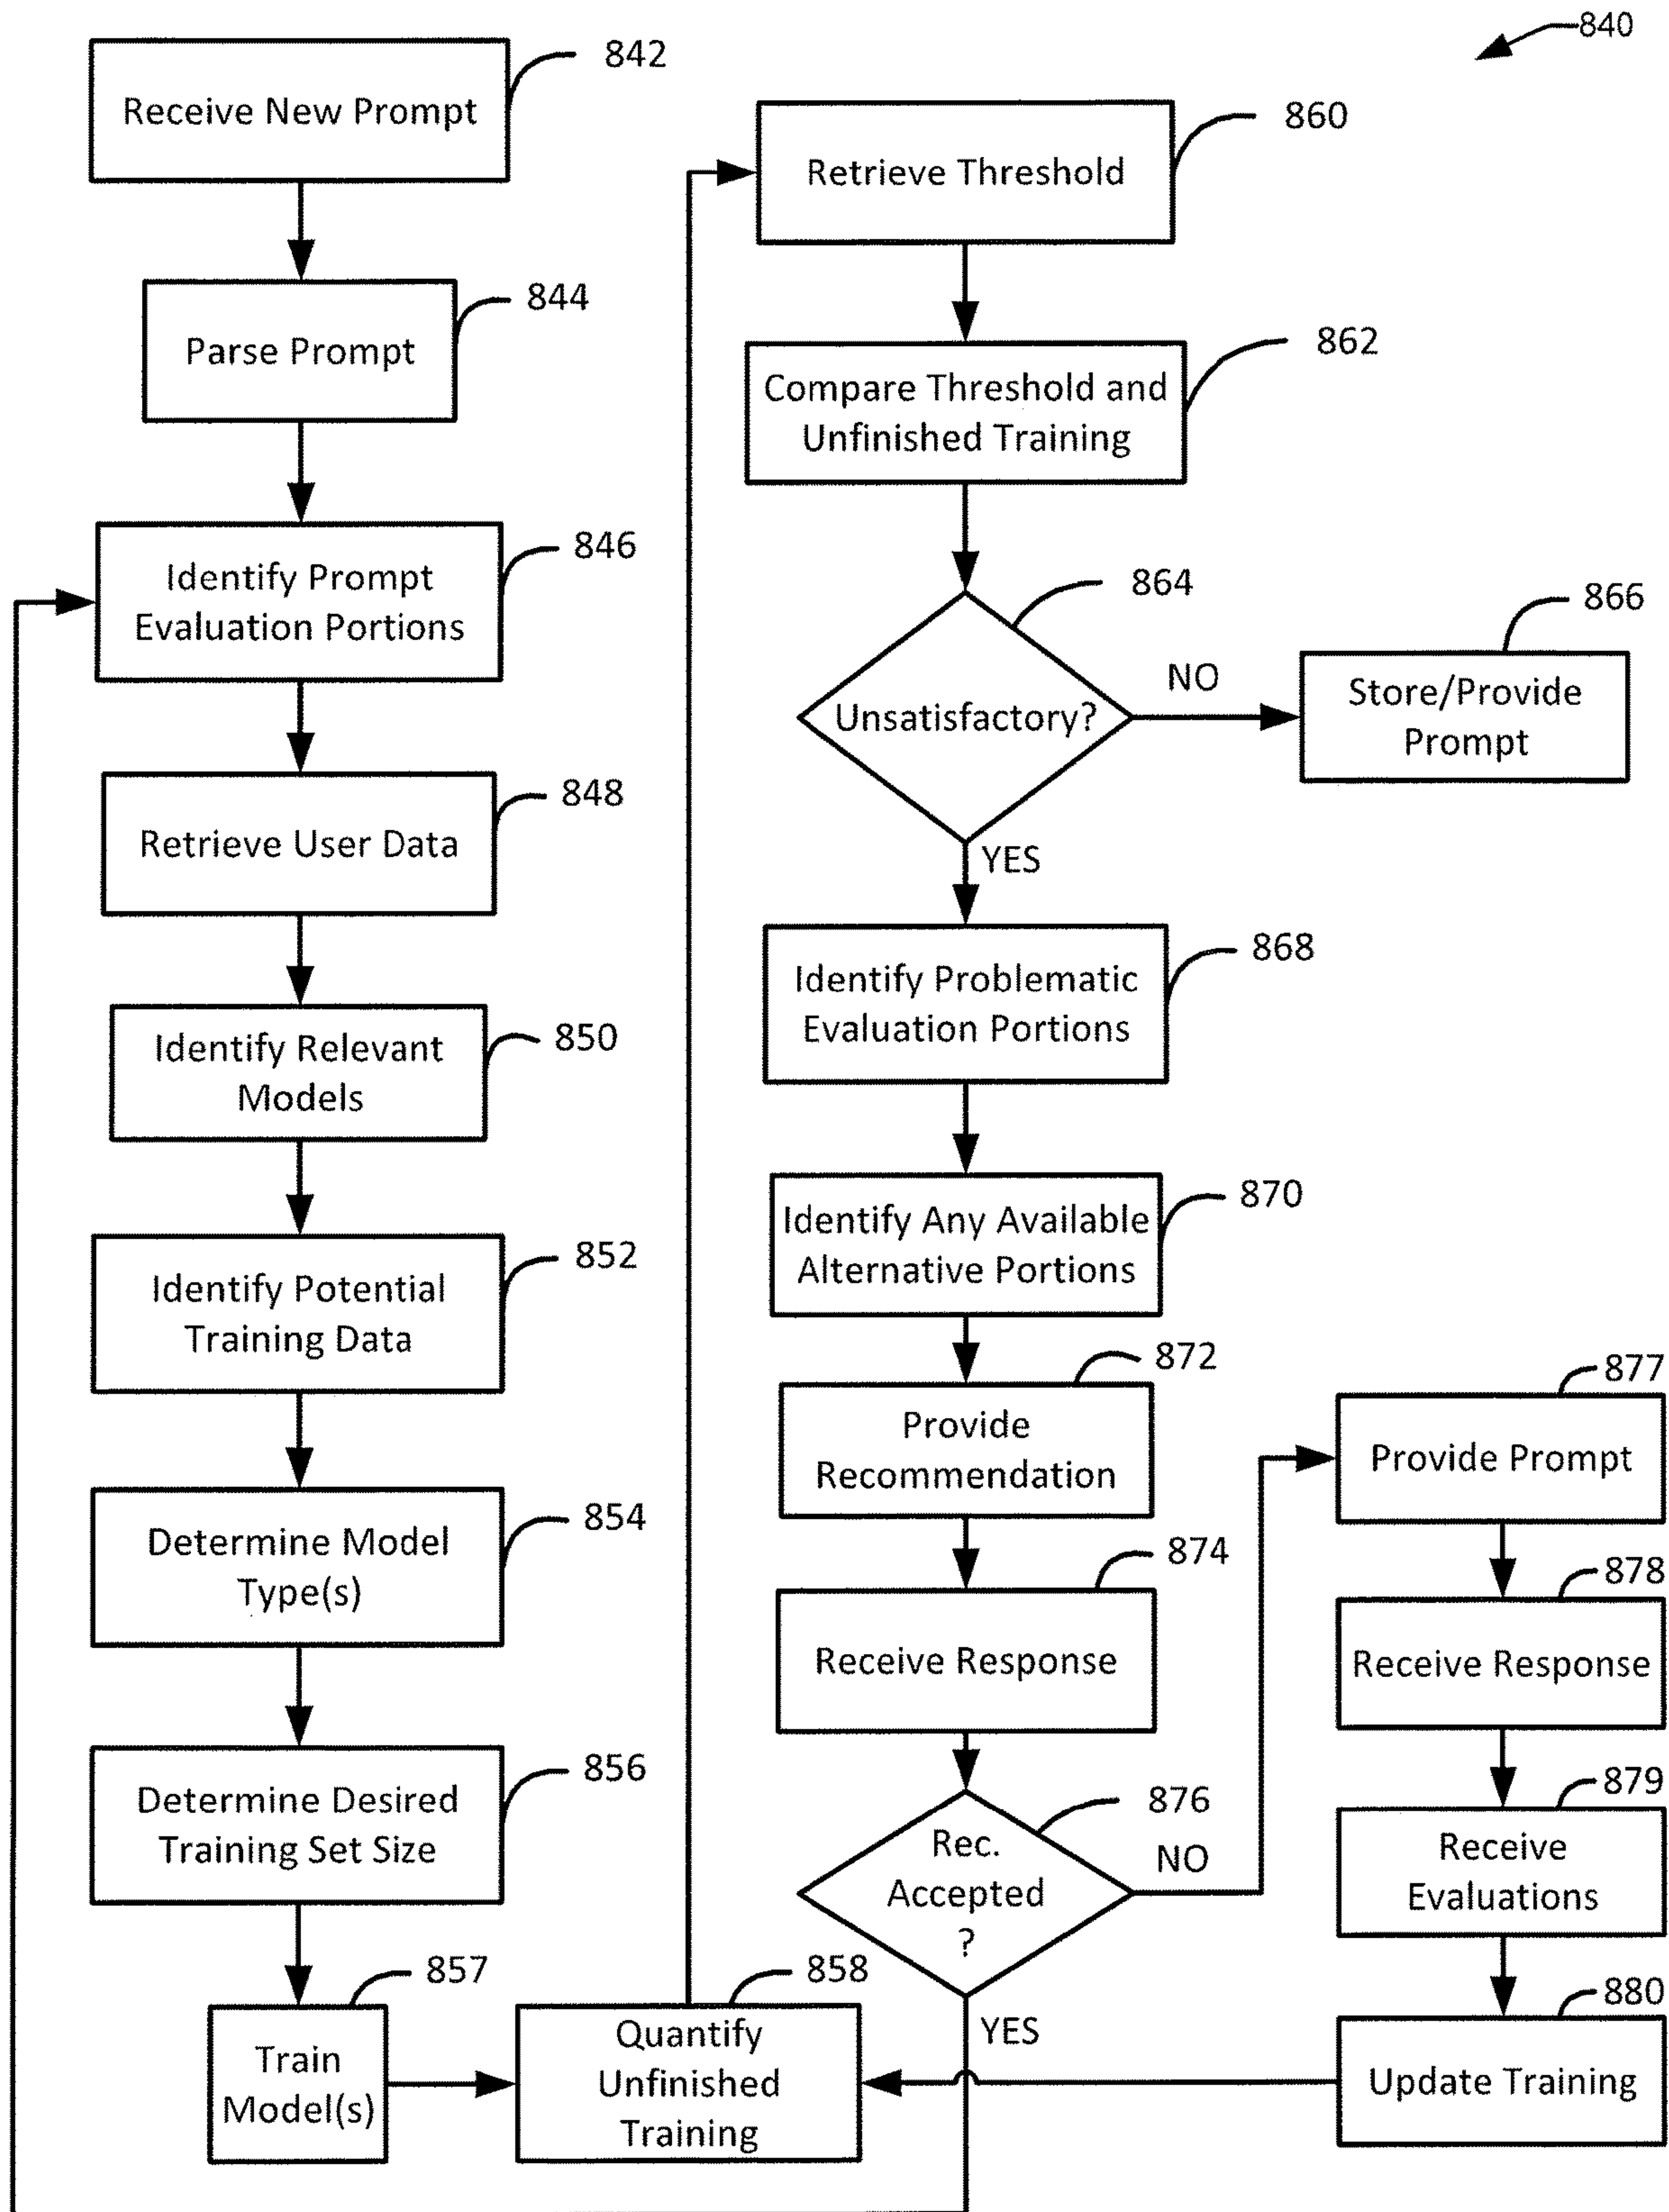 840
842
Receive New Prompt
844
Parse Prompt
846
Identify Prompt
Evaluation Portions
848
Retrieve User Data
850
Identify Relevant
Models
852
Identify Potential
Training Data
854
Determine Model
Type(s)
856
Determine Desired
Training Set Size
857
Train
Model(s)
858
Quantify
Unfinished
Training
860
Retrieve Threshold
862
Compare Threshold and
Unfinished Training
864
Unsatisfactory?
NO
866
Store/Provide
Prompt
YES
868
Identify Problematic
Evaluation Portions
870
Identify Any Available
Alternative Portions
872
Provide
Recommendation
874
Receive Response
876
Rec.
Accepted
?
NO
YES
877
Provide Prompt
878
Receive Response
879
Receive
Evaluations
880
Update Training